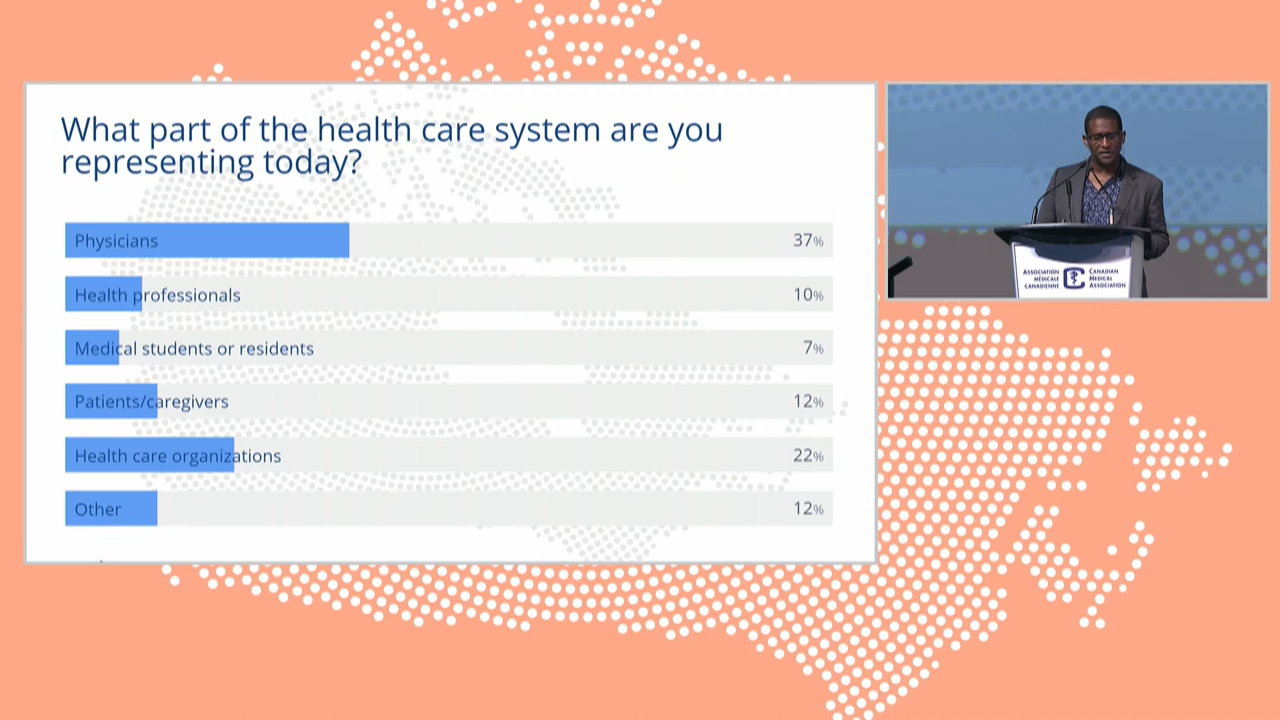 What part of the health care system are you
representing today?
Physicians 37%
Health professionals 10%
Medical students or residents 7%
Patients/caregivers 12%
Health care organizations 22%
Other 12%
ASSOCIATION
MÉDICALE
CANADIENNE
CANADIAN
MEDICAL
ASSOCIATION